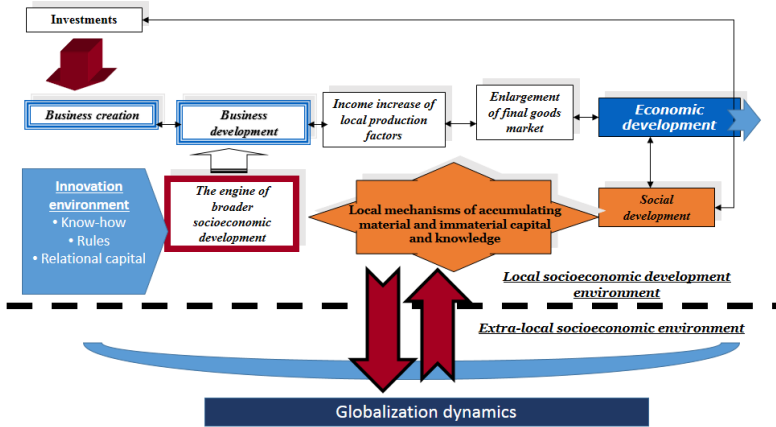 Investments
Business creation
Business
development
Income increase of
local production
factors
Enlargement
of final goods
market
Economic
development
Innovation
environment
• Know-how
• Rules
• Relational capital
The engine of
broader
socioeconomic
development
Local mechanisms of accumulating
material and immaterial capital
and knowledge
Social
development
Local socioeconomic development
environment
Extra-local socioeconomic environment
Globalization dynamics